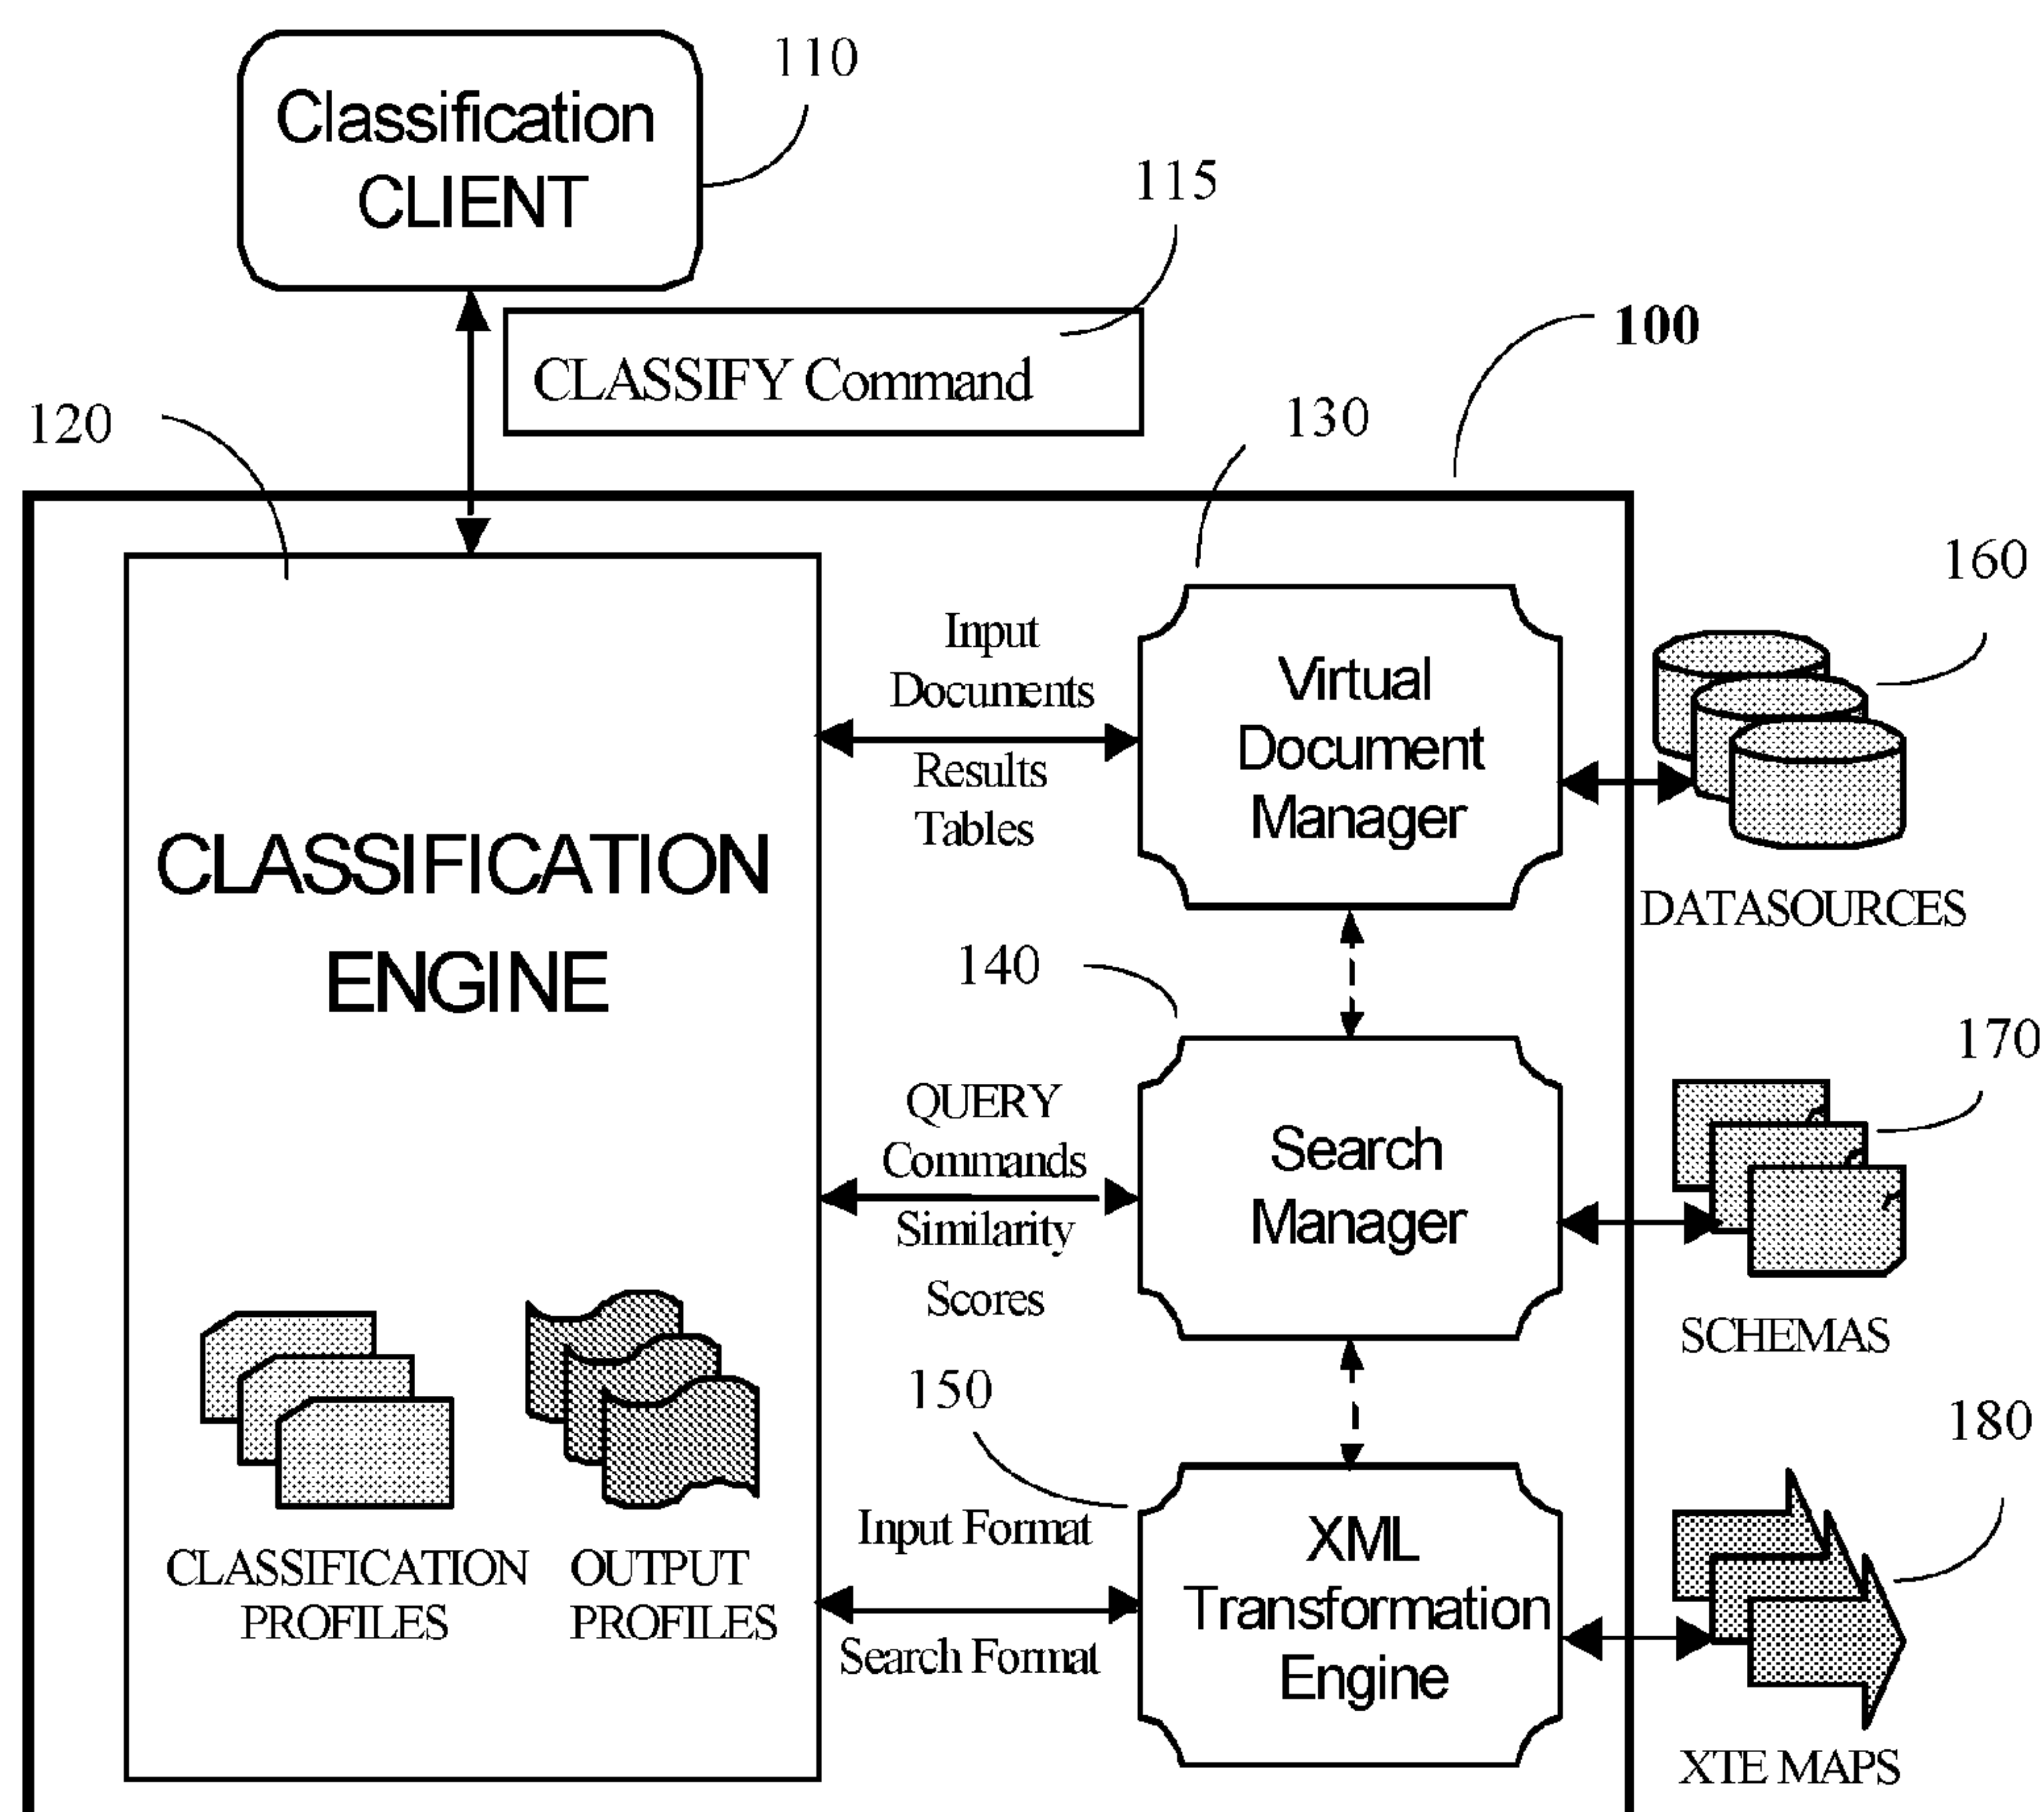 110
Classification
CLIENT
115
100
CLASSIFY Command
120
130
160
Input
Documents
Results
Tables
Virtual
Document
Manager
DATASOURCES
CLASSIFICATION
ENGINE
140
170
QUERY
Commands
Similarity
Scores
Search
Manager
SCHEMAS
150
180
Input Format
Search Format
XML
Transformation
Engine
XTE MAPS
CLASSIFICATION
PROFILES
OUTPUT
PROFILES